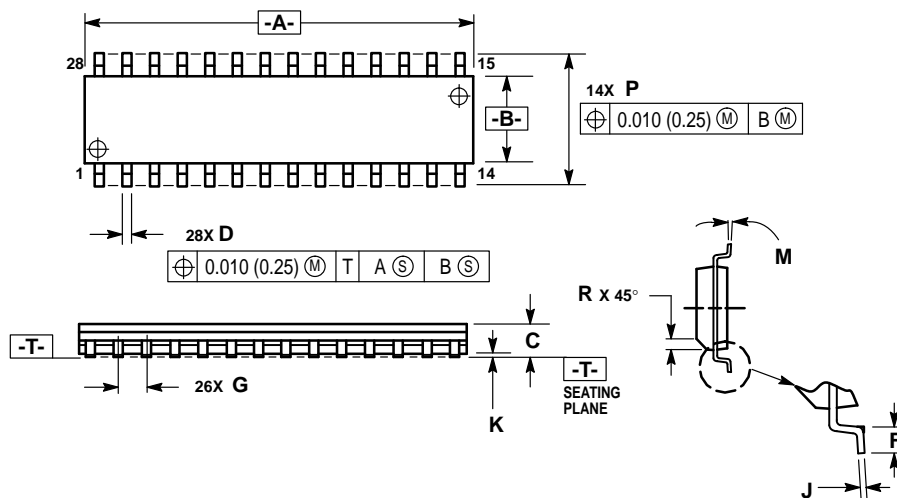 -A-
28
15
-B-
14X P
⌖ 0.010 (0.25) Ⓜ B Ⓜ
1
14
28X D
⌖ 0.010 (0.25) Ⓜ T A Ⓢ B Ⓢ
M
R X 45°
-T-
C
26X G
-T-
SEATING
PLANE
K
F
J